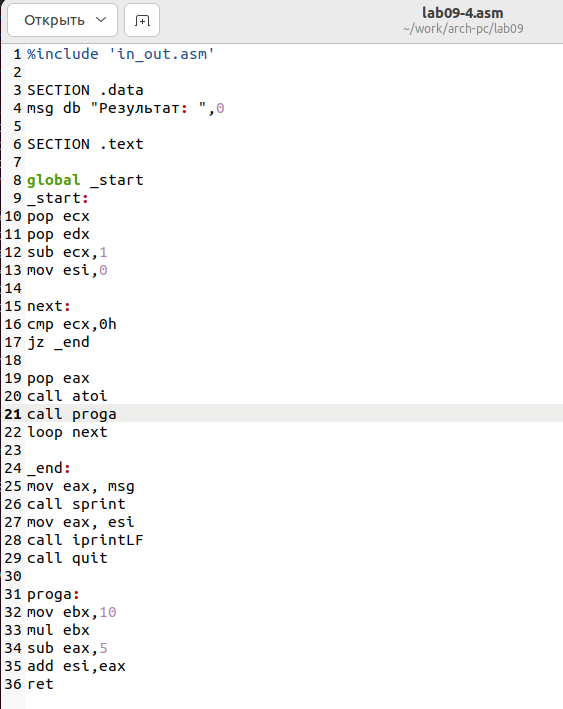 Открыть
lab09-4.asm
~/work/arch-pc/lab09
1 %include 'in_out.asm'
2
3 SECTION .data
4 msg db "Результат: ",0
5
6 SECTION .text
7
8 global _start
9 _start:
10 pop ecx
11 pop edx
12 sub ecx,1
13 mov esi,0
14
15 next:
16 cmp ecx,0h
17 jz _end
18
19 pop eax
20 call atoi
21 call proga
22 loop next
23
24 _end:
25 mov eax, msg
26 call sprint
27 mov eax, esi
28 call iprintLF
29 call quit
30
31 proga:
32 mov ebx,10
33 mul ebx
34 sub eax,5
35 add esi,eax
36 ret